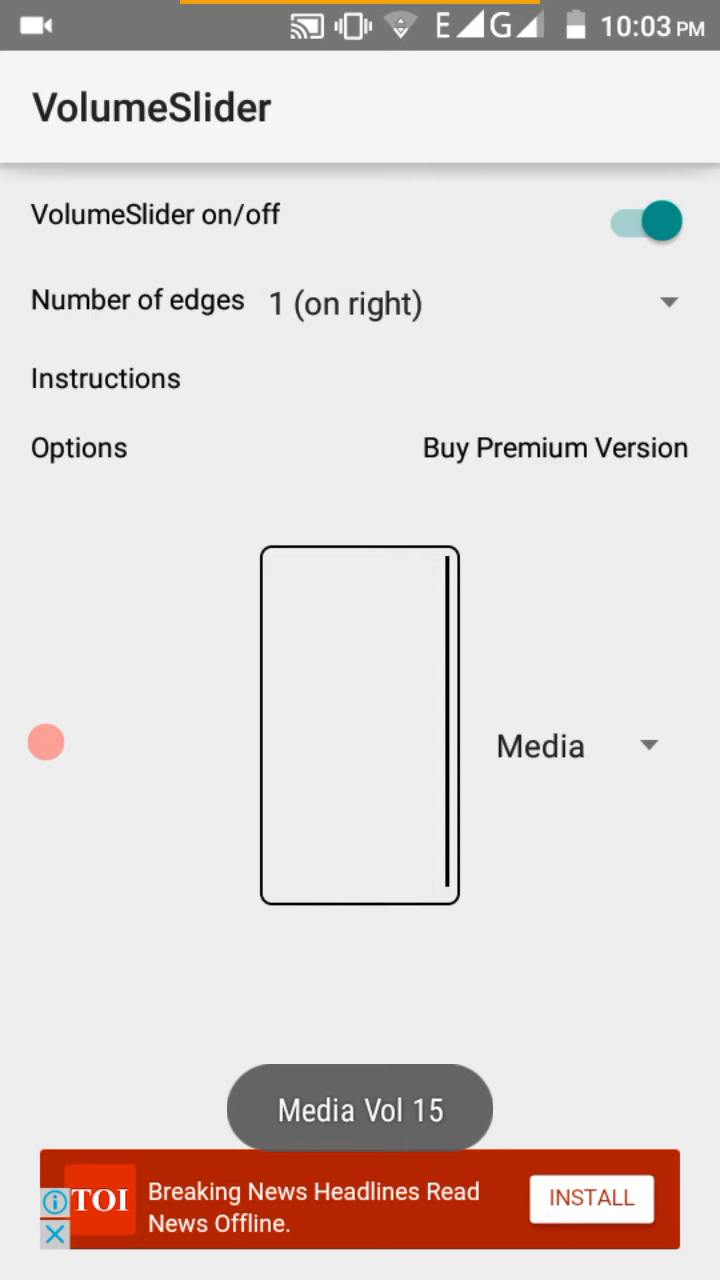 E G 10:03 PM
VolumeSlider
VolumeSlider on/off
Number of edges 1 (on right)
Instructions
Options Buy Premium Version
Media
Media Vol 15
TOI Breaking News Headlines Read
News Offline.
INSTALL